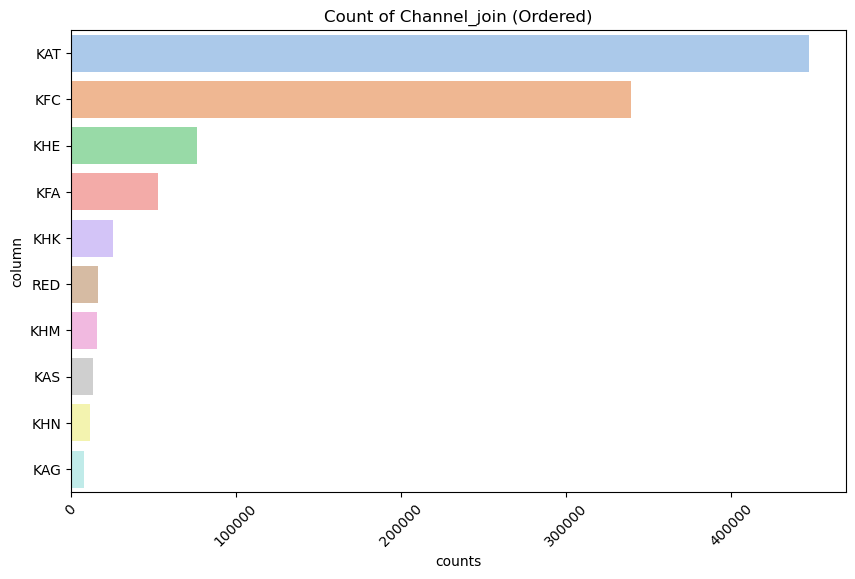 Count of Channel_join (Ordered)
column
KAT
KFC
KHE
KFA
KHK
RED
KHM
KAS
KHN
KAG
0
100000
200000
300000
400000
counts